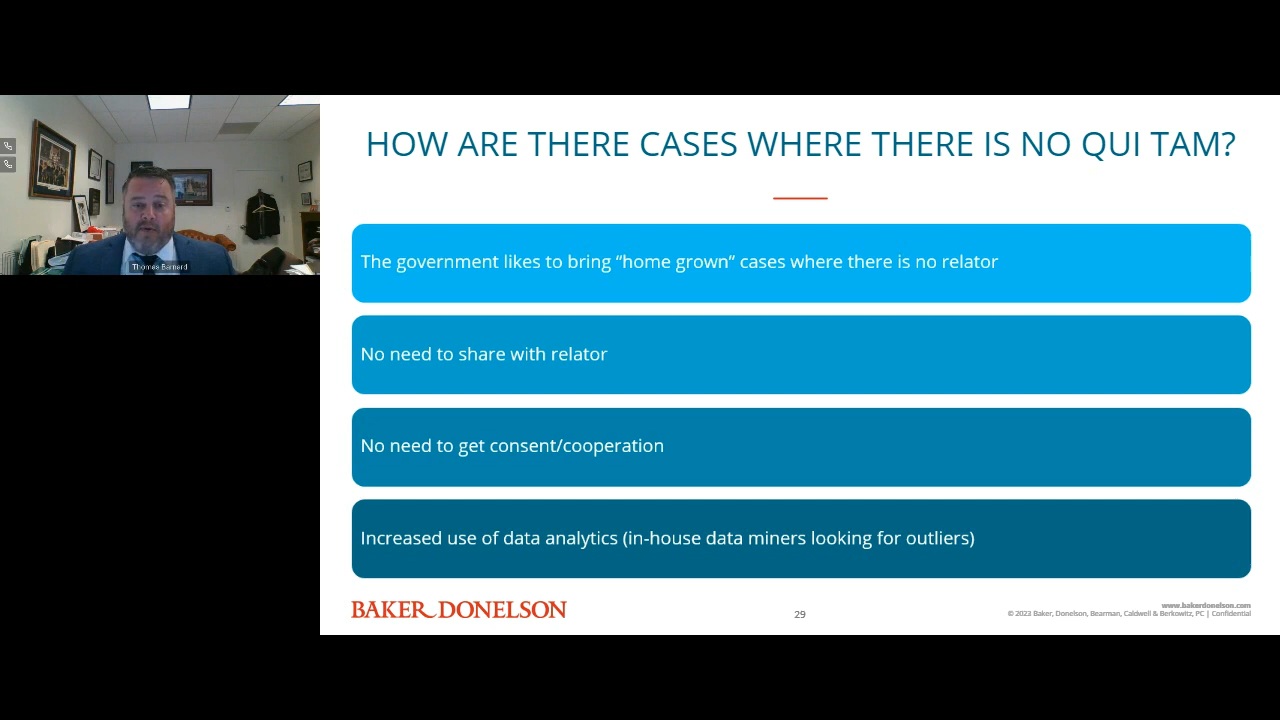 HOW ARE THERE CASES WHERE THERE IS NO QUI TAM?
Thomas Barnard
The government likes to bring “home grown” cases where there is no relator
No need to share with relator
No need to get consent/cooperation
Increased use of data analytics (in-house data miners looking for outliers)
BAKER DONELSON
29
www.bakerdonelson.com
© 2023 Baker, Donelson, Bearman, Caldwell & Berkowitz, PC | Confidential